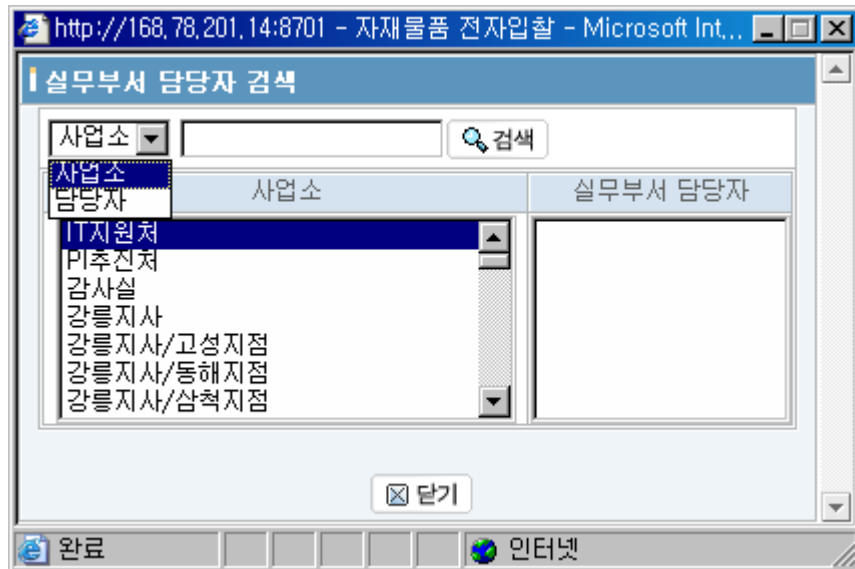 http://168,78,201,14:8701 - 자재물품 전자입찰 - Microsoft Int...
실무부서 담당자 검색
사업소
검색
사업소
담당자
사업소
실무부서 담당자
IT지원처
PI추진처
감사실
강릉지사
강릉지사/고성지점
강릉지사/동해지점
강릉지사/삼척지점
닫기
완료
인터넷